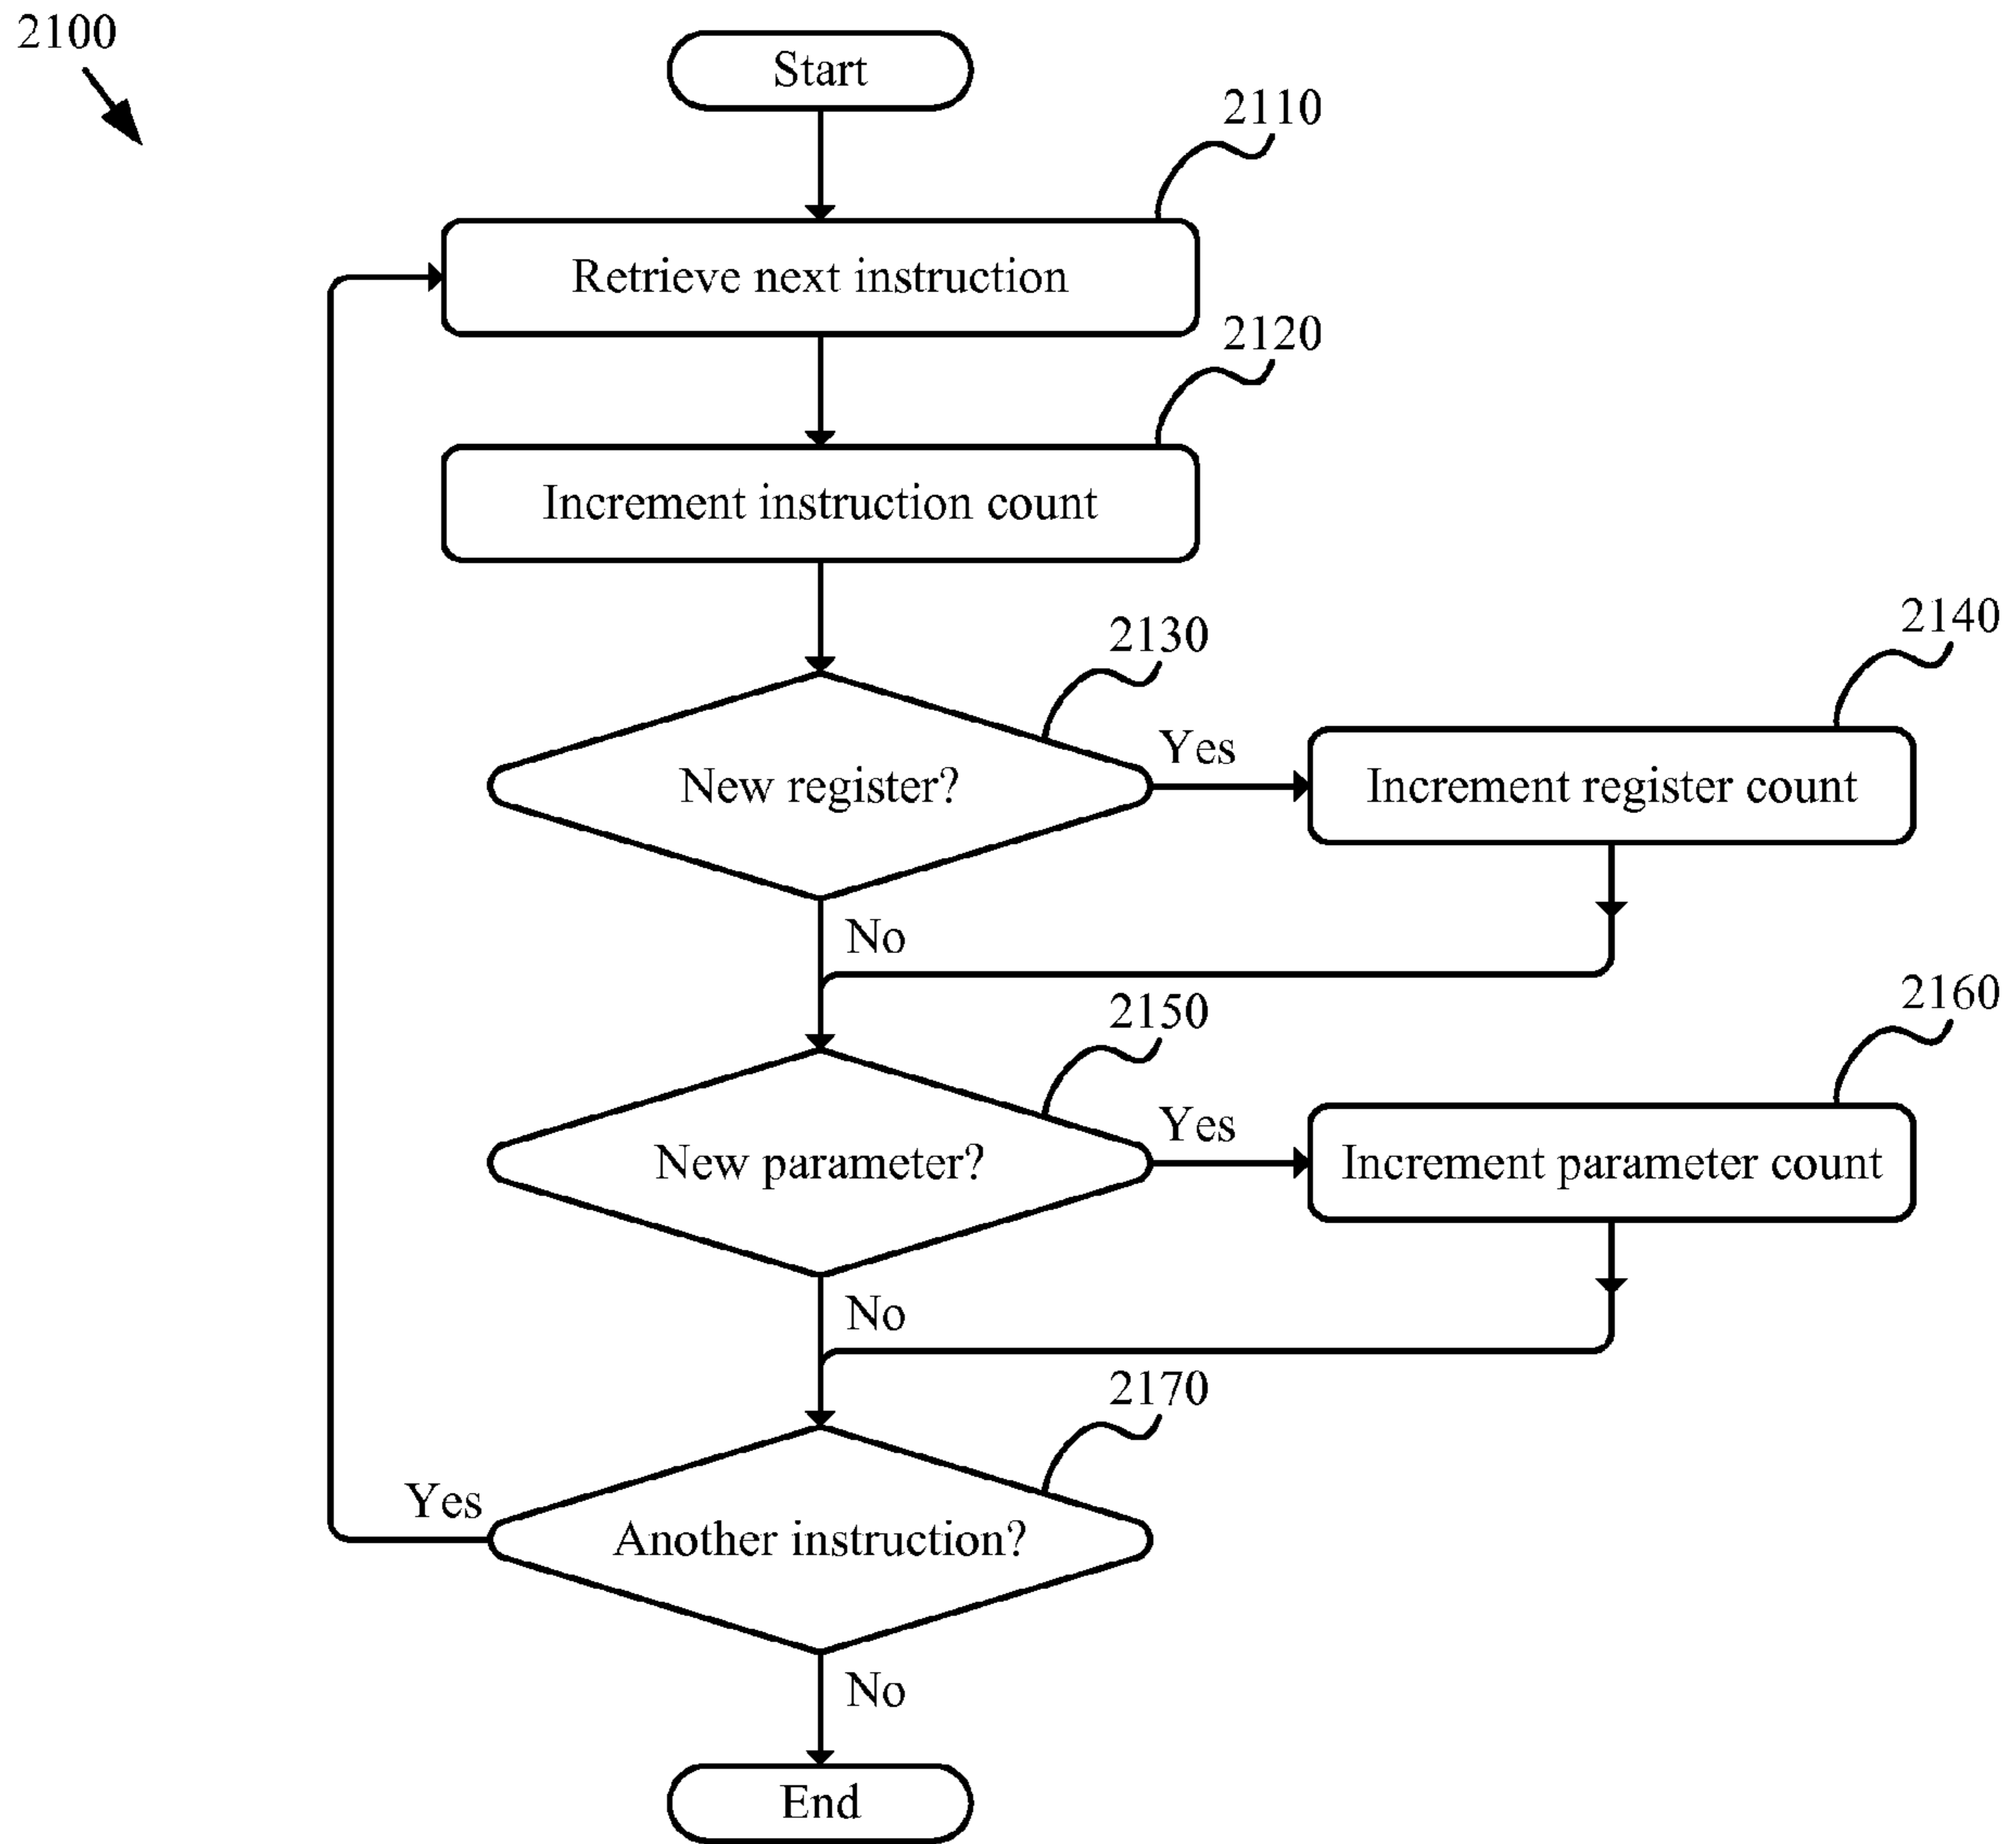 2100
Start
2110
Retrieve next instruction
2120
Increment instruction count
2130
2140
New register?
Yes
Increment register count
No
2150
2160
New parameter?
Yes
Increment parameter count
No
2170
Yes
Another instruction?
No
End